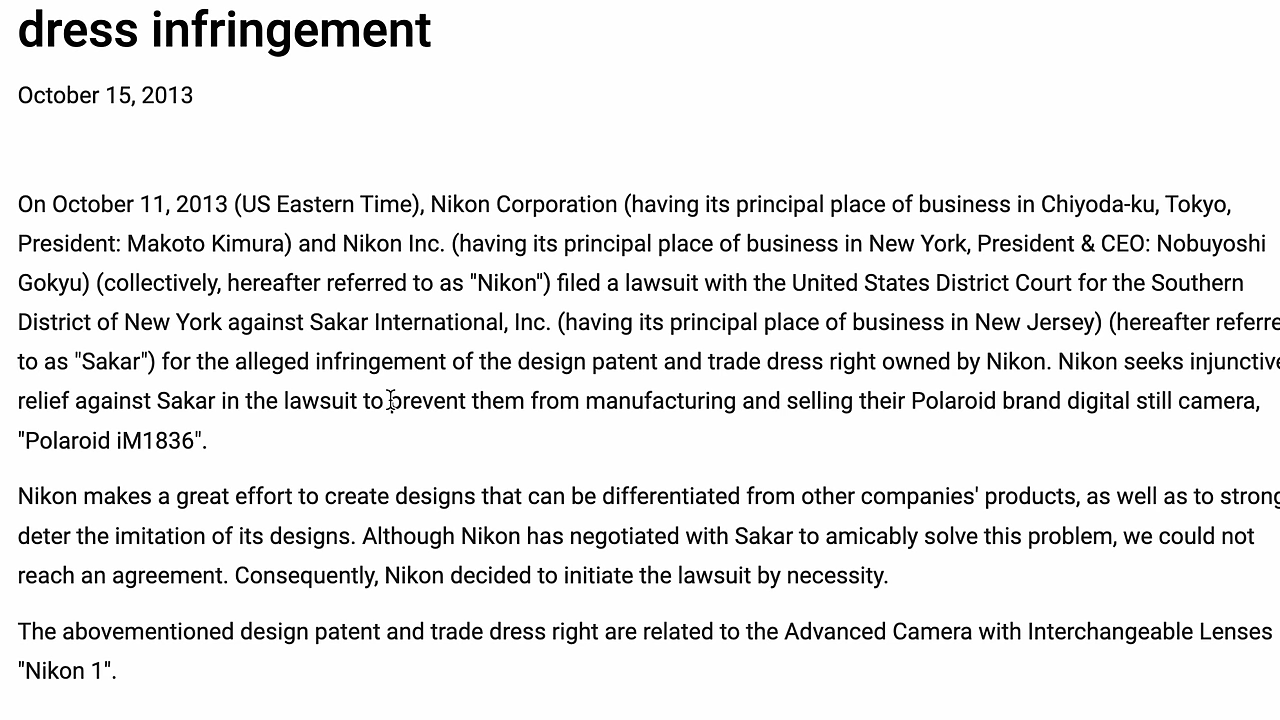 dress infringement
October 15, 2013
On October 11, 2013 (US Eastern Time), Nikon Corporation (having its principal place of business in Chiyoda-ku, Tokyo,
President: Makoto Kimura) and Nikon Inc. (having its principal place of business in New York, President & CEO: Nobuyoshi
Gokyu) (collectively, hereafter referred to as "Nikon") filed a lawsuit with the United States District Court for the Southern
District of New York against Sakar International, Inc. (having its principal place of business in New Jersey) (hereafter referre
to as "Sakar") for the alleged infringement of the design patent and trade dress right owned by Nikon. Nikon seeks injunctive
relief against Sakar in the lawsuit to prevent them from manufacturing and selling their Polaroid brand digital still camera,
"Polaroid iM1836".
Nikon makes a great effort to create designs that can be differentiated from other companies' products, as well as to strong
deter the imitation of its designs. Although Nikon has negotiated with Sakar to amicably solve this problem, we could not
reach an agreement. Consequently, Nikon decided to initiate the lawsuit by necessity.
The abovementioned design patent and trade dress right are related to the Advanced Camera with Interchangeable Lenses
"Nikon 1".